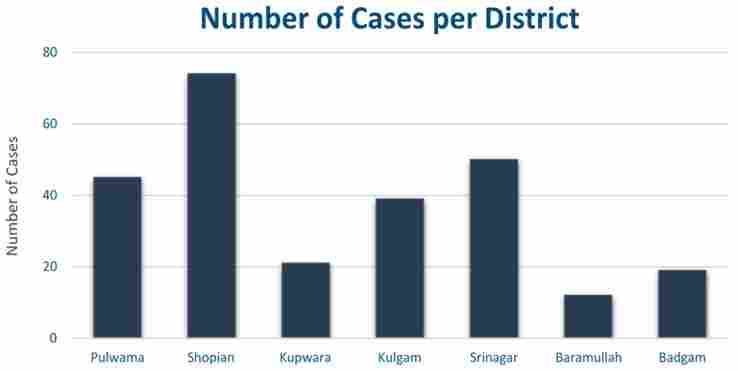 Number of Cases per District
Number of Cases
80
60
40
20
0
Pulwama Shopian Kupwara Kulgam Srinagar Baramullah Badgam